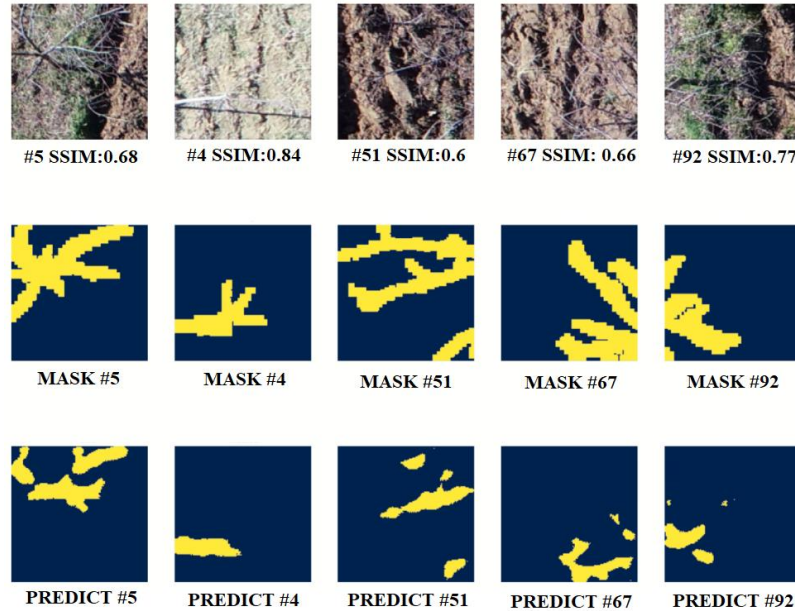 #5 SSIM:0.68 #4 SSIM:0.84 #51 SSIM:0.6 #67 SSIM: 0.66 #92 SSIM:0.77
MASK #5 MASK #4 MASK #51 MASK #67 MASK #92
PREDICT #5 PREDICT #4 PREDICT #51 PREDICT #67 PREDICT #92